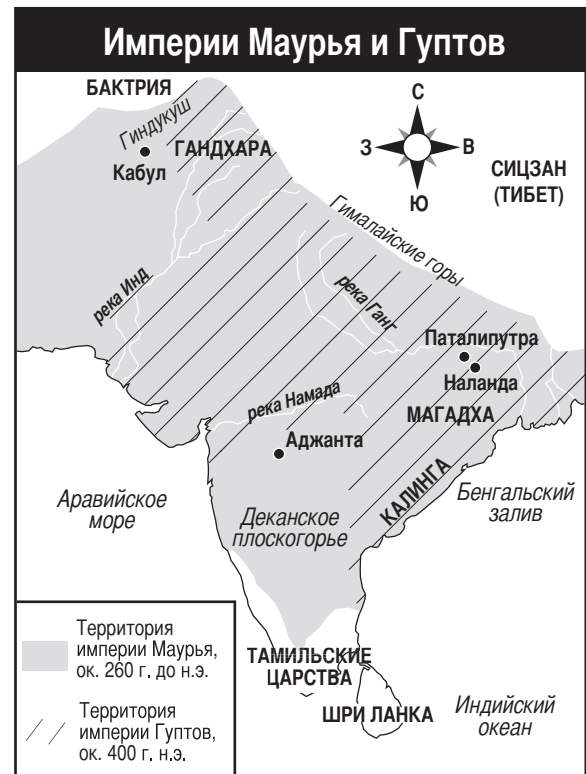 Империи Маурья и Гуптов
БАКТРИЯ
Гиндукуш
ГАНДХАРА
Кабул
С
З
В
Ю
СИЦЗАН
(ТИБЕТ)
Гималайские горы
река Инд
река Ганг
Паталипутра
Наланда
река Намада
МАГАДХА
Аджанта
КАЛИНГА
Аравийское
море
Деканское
плоскогорье
Бенгальский
залив
Территория
империи Маурья,
ок. 260 г. до н.э.
Территория
империи Гуптов,
ок. 400 г. н.э.
ТАМИЛЬСКИЕ
ЦАРСТВА
ШРИ ЛАНКА
Индийский
океан